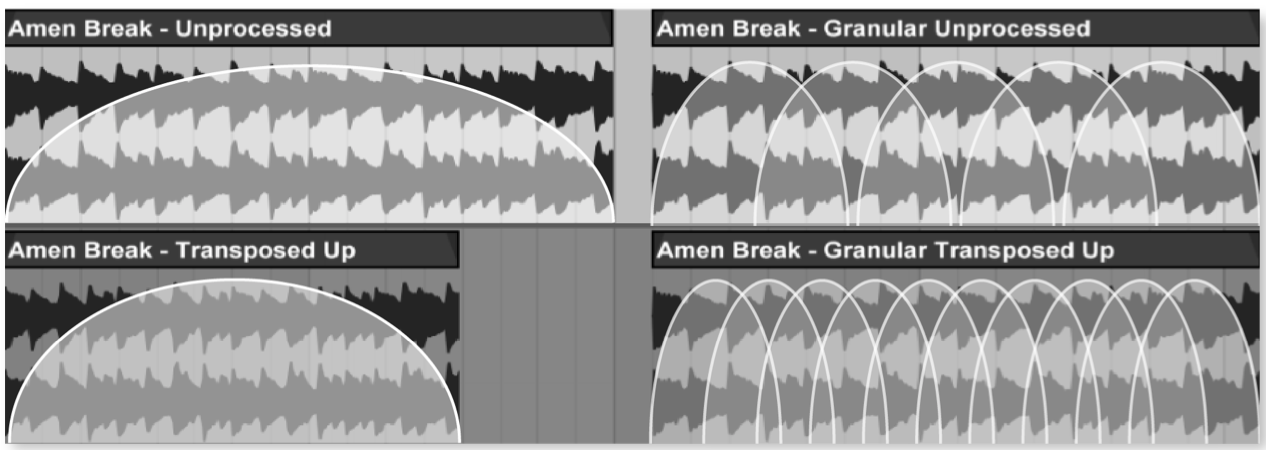 Amen Break - Unprocessed
Amen Break - Granular Unprocessed
Amen Break - Transposed Up
Amen Break - Granular Transposed Up